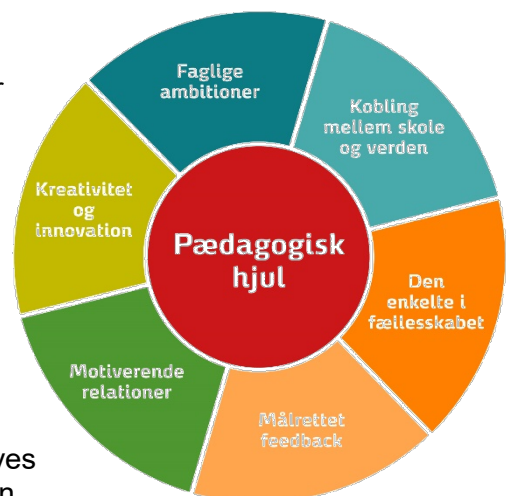 Faglige
ambitioner
Kobling
mellem skole
og verden
Kreativitet
og
innovation
Pædagogisk
hjul
Den
enkelte i
fællesskabet
Motiverende
relationer
Målrettet
feedback